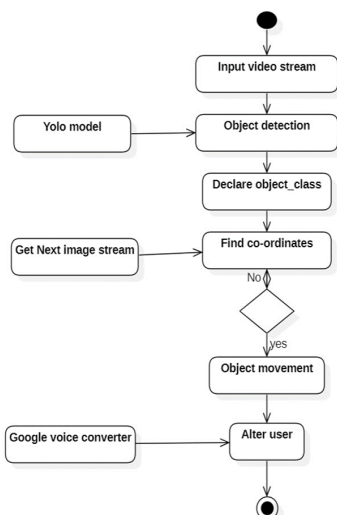 Input video stream
Yolo model
Object detection
Declare object_class
Find co-ordinates
Get Next image stream
No
yes
Object movement
Google voice converter
Alter user